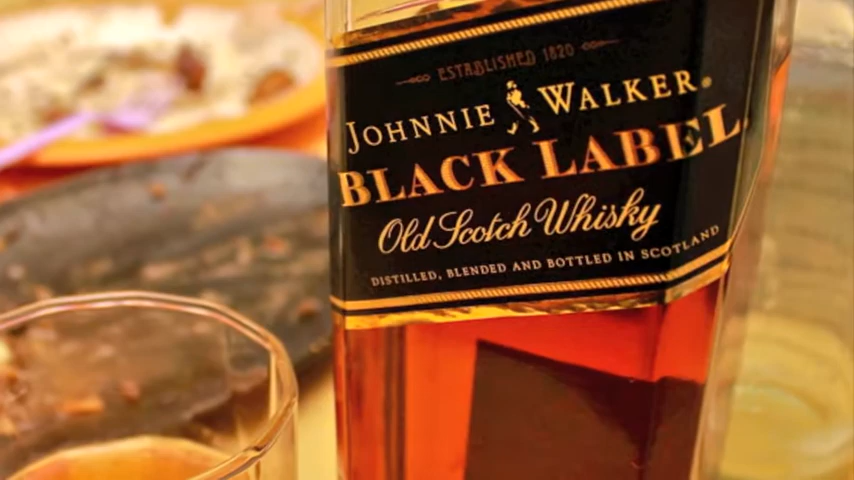 ESTABLISHED 1820
JOHNNIE WALKER®
BLACK LABEL
Old Scotch Whisky
DISTILLED, BLENDED AND BOTTLED IN SCOTLAND